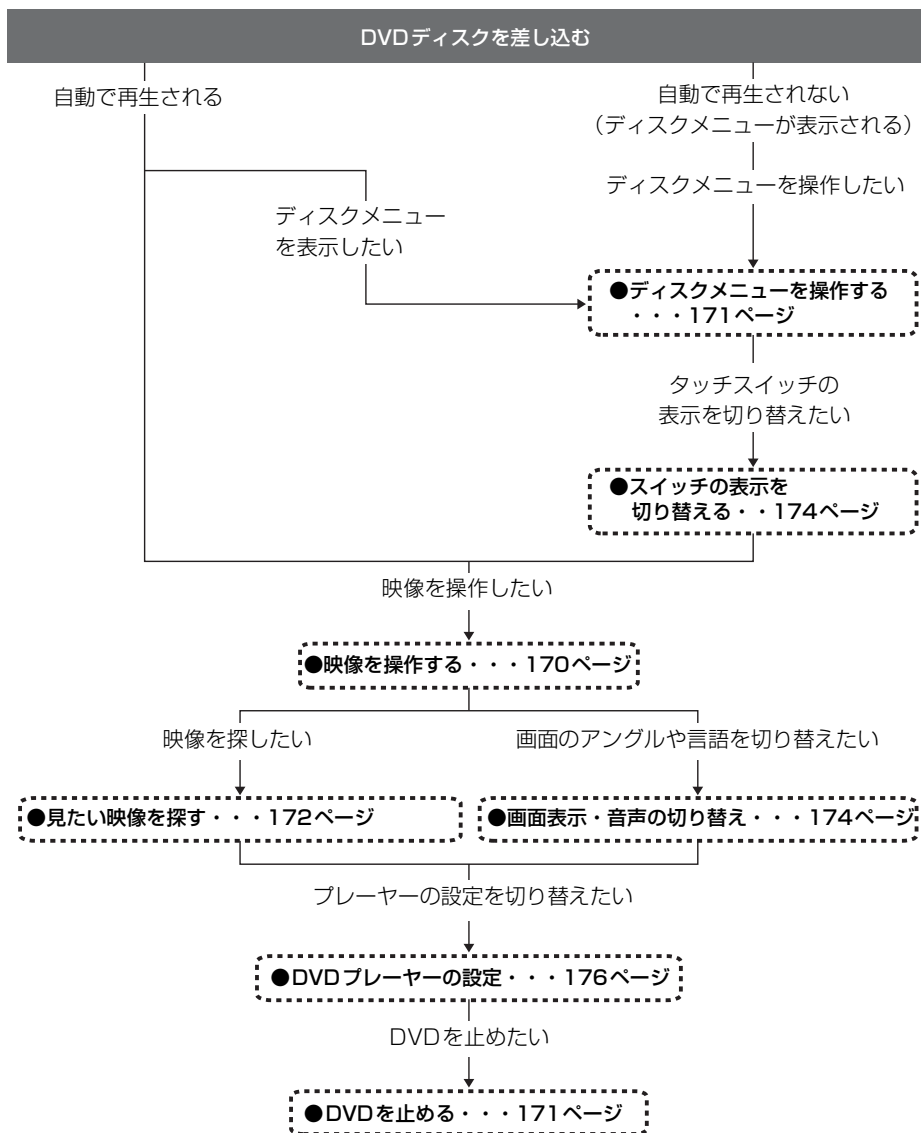 DVDディスクを差し込む
自動で再生される
自動で再生されない
（ディスクメニューが表示される）
ディスクメニューを操作したい
ディスクメニュー
を表示したい
●ディスクメニューを操作する
・・・171ページ
タッチスイッチの
表示を切り替えたい
●スイッチの表示を
切り替える・・174ページ
映像を操作したい
●映像を操作する・・・170ページ
映像を探したい
画面のアングルや言語を切り替えたい
●見たい映像を探す・・・172ページ
●画面表示・音声の切り替え・・・174ページ
プレーヤーの設定を切り替えたい
●DVDプレーヤーの設定・・・176ページ
DVDを止めたい
●DVDを止める・・・171ページ